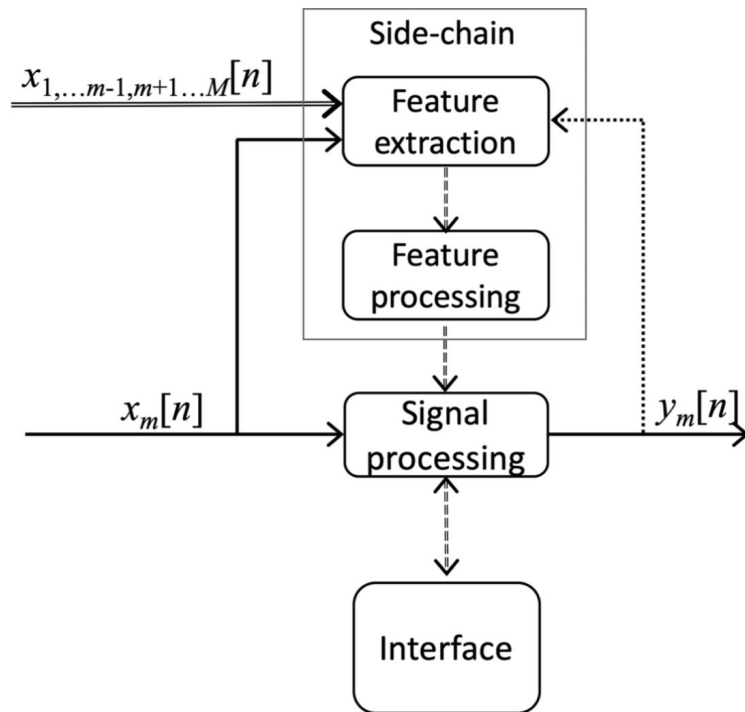 Side-chain
x1,…m-1,m+1…M[n]
Feature
extraction
Feature
processing
xm[n]
Signal
processing
ym[n]
Interface